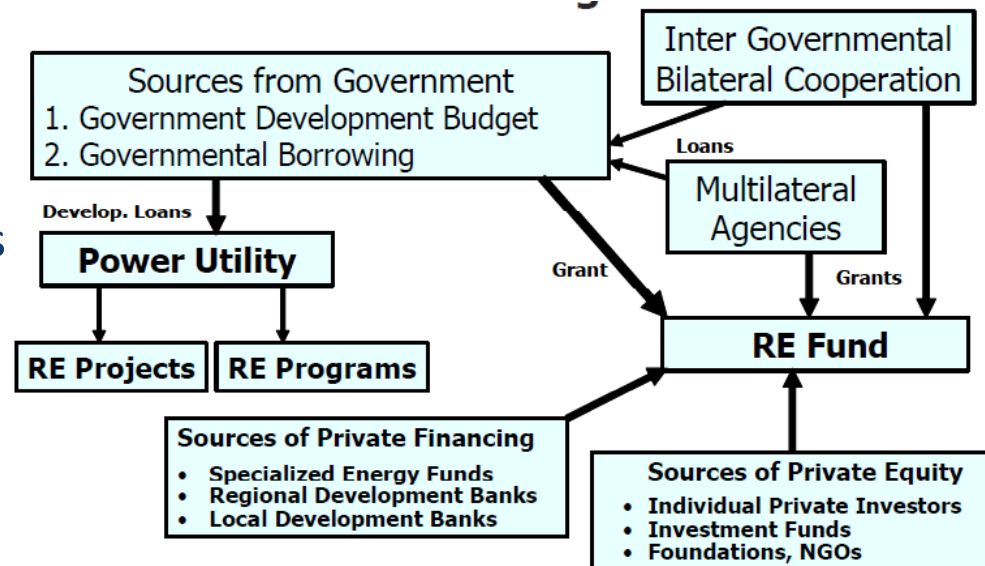 Inter Governmental
Bilateral Cooperation
Sources from Government
1. Government Development Budget
2. Governmental Borrowing
Loans
Multilateral
Agencies
Develop. Loans
Power Utility
Grant
Grants
RE Fund
RE Projects
RE Programs
Sources of Private Financing
• Specialized Energy Funds
• Regional Development Banks
• Local Development Banks
Sources of Private Equity
• Individual Private Investors
• Investment Funds
• Foundations, NGOs